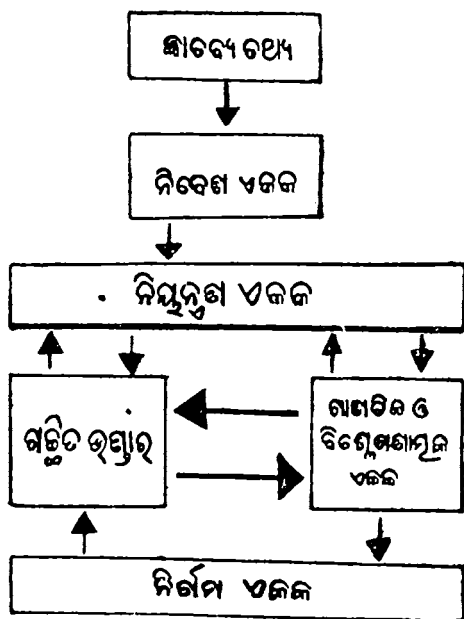 ଜ୍ଞାତବ୍ୟ ତଥ୍ୟ
ନିବେଶ ଏକକ
ନିୟନ୍ତ୍ରଣ ଏକକ
ଗଚ୍ଛିତ ଭଣ୍ଡାର
ଗାଣିତିକ ଓ
ବିଶ୍ଳେଷଣାତ୍ମକ
ଏକକ
ନିର୍ଗମ ଏକକ